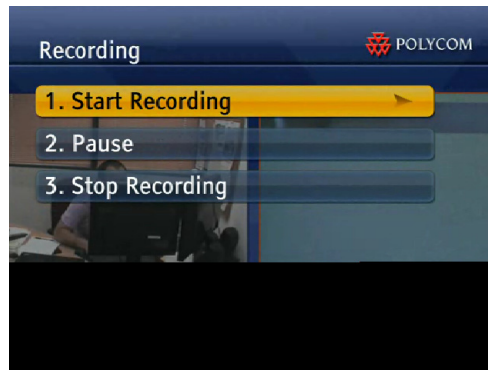 Recording
POLYCOM
1. Start Recording
2. Pause
3. Stop Recording